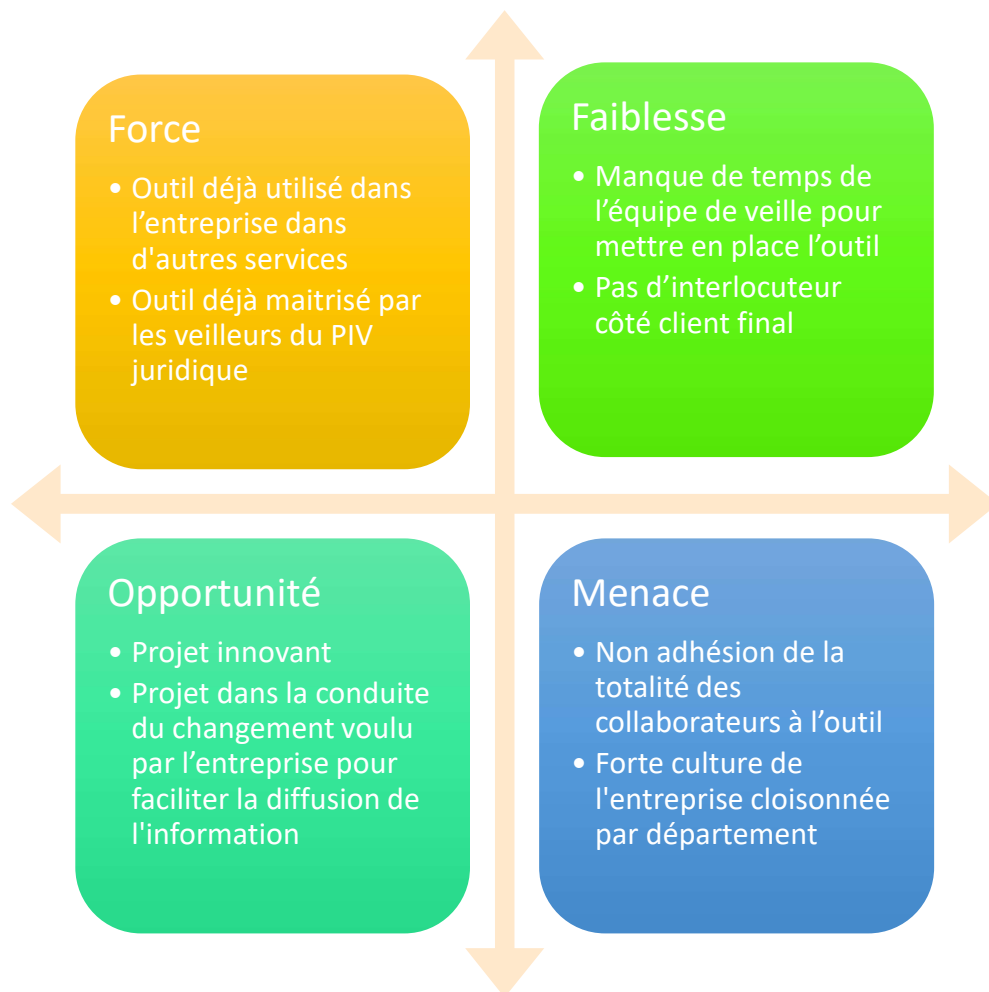 Force
• Outil déjà utilisé dans
l’entreprise dans
d'autres services
• Outil déjà maitrisé par
les veilleurs du PIV
juridique
Faiblesse
• Manque de temps de
l’équipe de veille pour
mettre en place l’outil
• Pas d’interlocuteur
côté client final
Opportunité
• Projet innovant
• Projet dans la conduite
du changement voulu
par l’entreprise pour
faciliter la diffusion de
l'information
Menace
• Non adhésion de la
totalité des
collaborateurs à l’outil
• Forte culture de
l'entreprise cloisonnée
par département